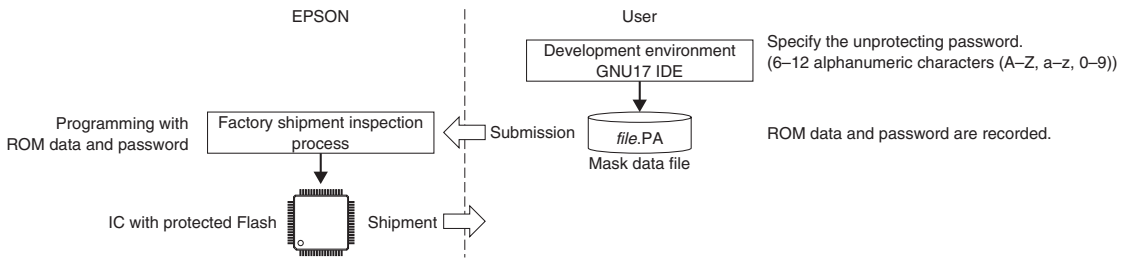 EPSON
User
Development environment
GNU17 IDE
Specify the unprotecting password.
(6–12 alphanumeric characters (A–Z, a–z, 0–9))
Programming with
ROM data and password
Factory shipment inspection
process
Submission
file.PA
Mask data file
ROM data and password are recorded.
IC with protected Flash
Shipment